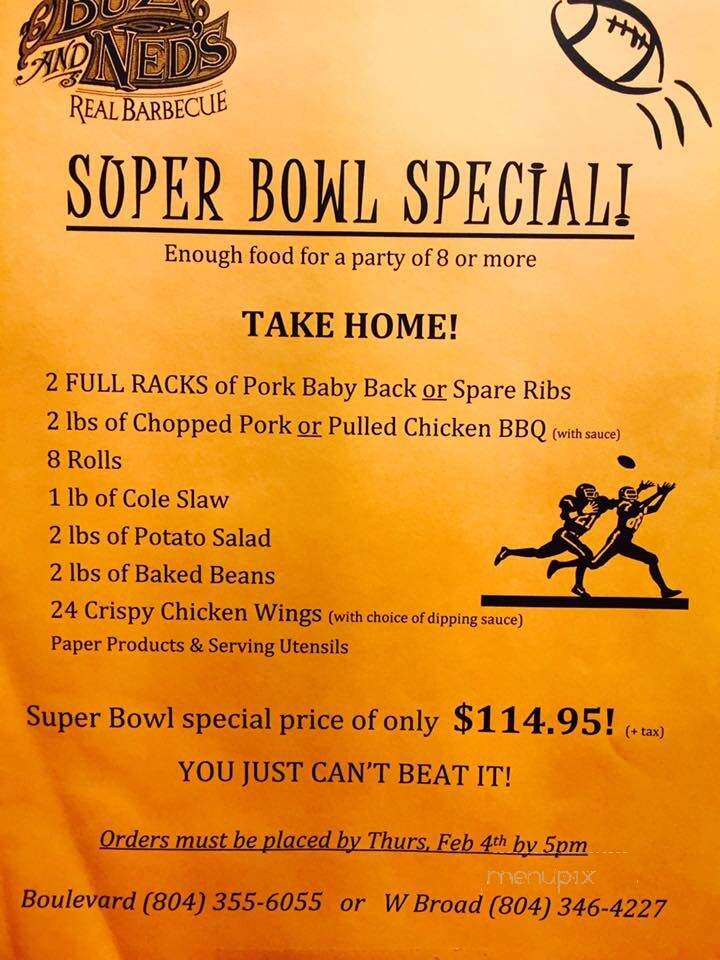 BUZZ
AND NED'S
REAL BARBECUE
SUPER BOWL SPECIAL!
Enough food for a party of 8 or more
TAKE HOME!
2 FULL RACKS of Pork Baby Back or Spare Ribs
2 lbs of Chopped Pork or Pulled Chicken BBQ (with sauce)
8 Rolls
1 lb of Cole Slaw
2 lbs of Potato Salad
2 lbs of Baked Beans
24 Crispy Chicken Wings (with choice of dipping sauce)
Paper Products & Serving Utensils
Super Bowl special price of only $114.95! (+ tax)
YOU JUST CAN'T BEAT IT!
Orders must be placed by Thurs, Feb 4th by 5pm
menupix
Boulevard (804) 355-6055 or W Broad (804) 346-4227